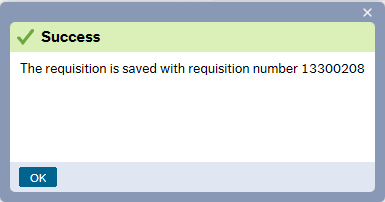 Success
The requisition is saved with requisition number 13300208
OK